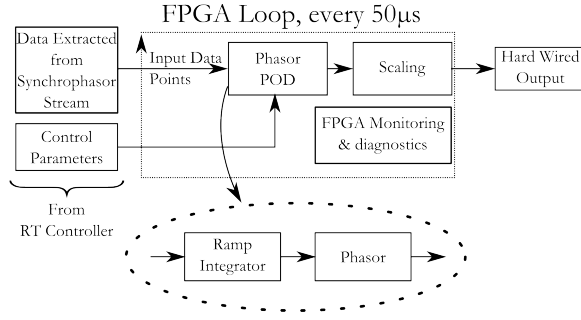 FPGA Loop, every 50µs
Data Extracted
from
Synchrophasor
Stream
Input Data
Points
Phasor
POD
Scaling
Hard Wired
Output
Control
Parameters
FPGA Monitoring
& diagnostics
From
RT Controller
Ramp
Integrator
Phasor